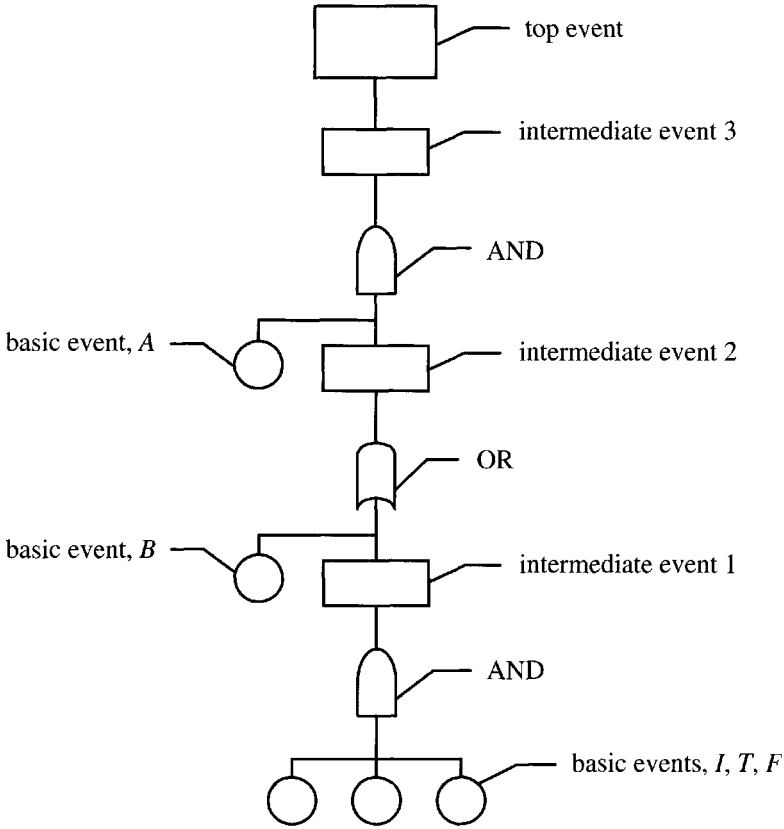 top event
intermediate event 3
AND
basic event, A
intermediate event 2
OR
basic event, B
intermediate event 1
AND
basic events, I, T, F